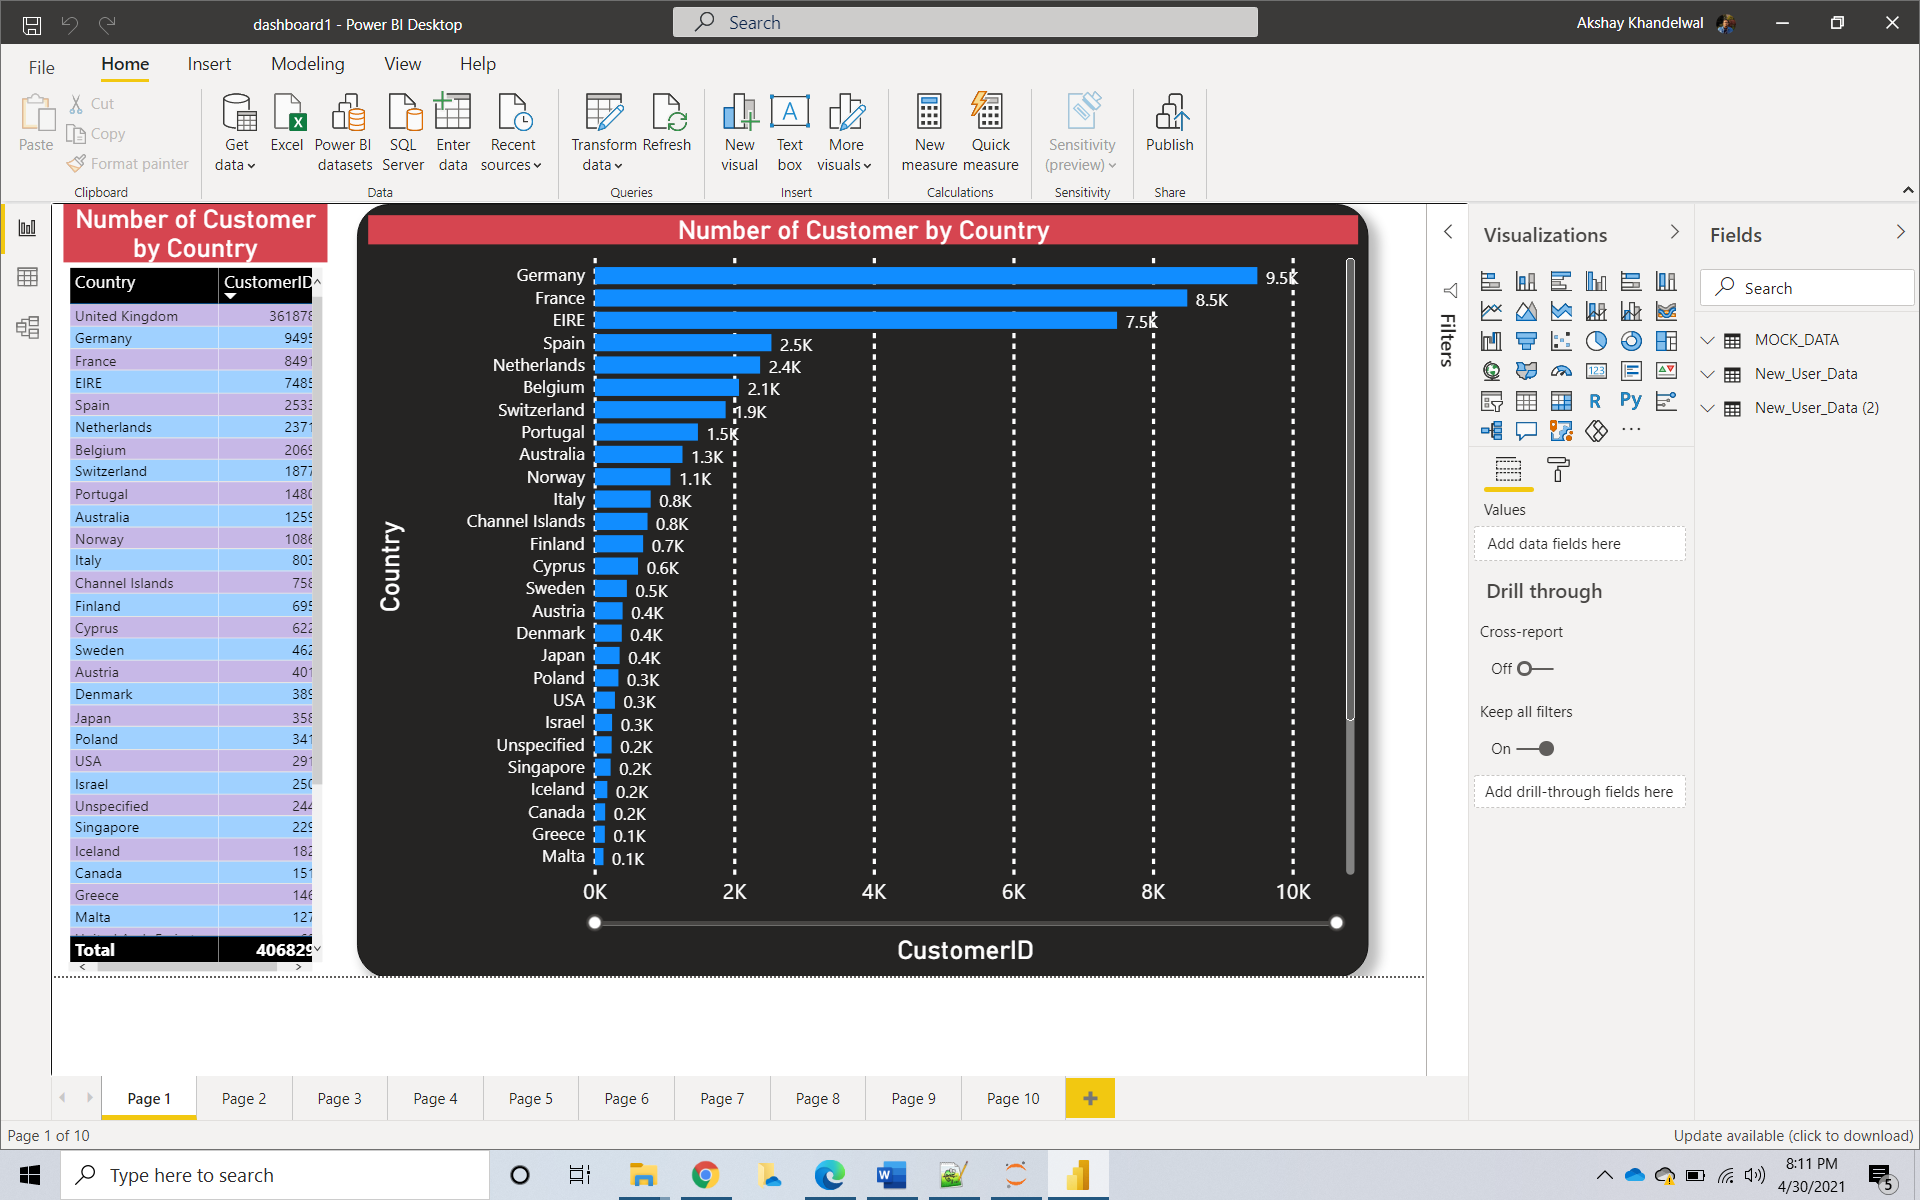 dashboard1 - Power BI Desktop
Search
Akshay Khandelwal
File Home Insert Modeling View Help
Paste
Cut
Copy
Format painter
Clipboard
Get data
Excel
Power BI datasets
SQL Server
Enter data
Recent sources
Data
Transform data
Refresh
Queries
New visual
Text box
More visuals
Insert
New measure
Quick measure
Calculations
Sensitivity (preview)
Sensitivity
Publish
Share
Number of Customer
by Country
Country CustomerID
United Kingdom 361878
Germany 9495
France 8491
EIRE 7485
Spain 2533
Netherlands 2371
Belgium 2069
Switzerland 1877
Portugal 1480
Australia 1259
Norway 1086
Italy 803
Channel Islands 758
Finland 695
Cyprus 622
Sweden 462
Austria 401
Denmark 389
Japan 358
Poland 341
USA 291
Israel 250
Unspecified 244
Singapore 229
Iceland 182
Canada 151
Greece 146
Malta 127
Total 406829
Number of Customer by Country
Country
Germany 9.5K
France 8.5K
EIRE 7.5K
Spain 2.5K
Netherlands 2.4K
Belgium 2.1K
Switzerland 1.9K
Portugal 1.5K
Australia 1.3K
Norway 1.1K
Italy 0.8K
Channel Islands 0.8K
Finland 0.7K
Cyprus 0.6K
Sweden 0.5K
Austria 0.4K
Denmark 0.4K
Japan 0.4K
Poland 0.3K
USA 0.3K
Israel 0.3K
Unspecified 0.2K
Singapore 0.2K
Iceland 0.2K
Canada 0.2K
Greece 0.1K
Malta 0.1K
0K 2K 4K 6K 8K 10K
CustomerID
Filters
Visualizations
123
R Py
Values
Add data fields here
Drill through
Cross-report
Off
Keep all filters
On
Add drill-through fields here
Fields
Search
MOCK_DATA
New_User_Data
New_User_Data (2)
Page 1 Page 2 Page 3 Page 4 Page 5 Page 6 Page 7 Page 8 Page 9 Page 10
Page 1 of 10
Update available (click to download)
Type here to search
8:11 PM
4/30/2021
5